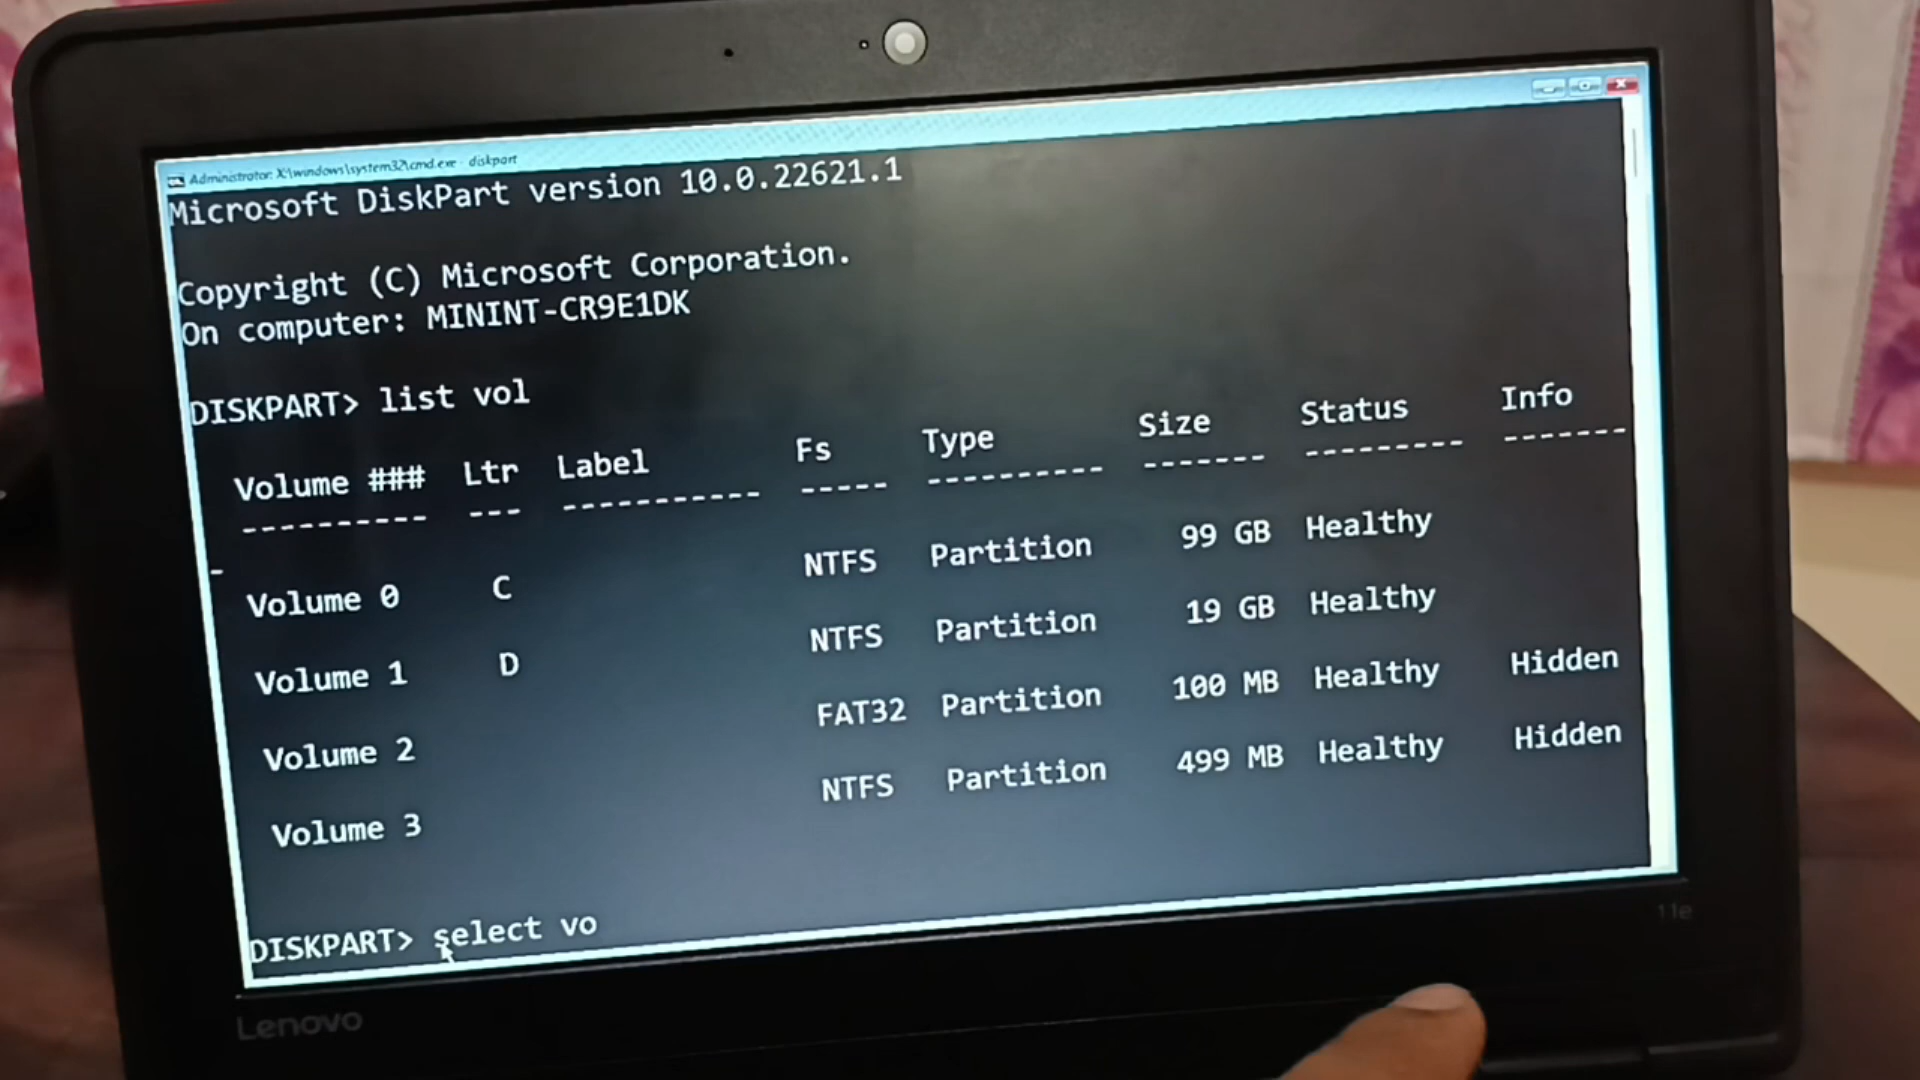 Administrator: X:\windows\system32\cmd.exe - diskpart
Microsoft DiskPart version 10.0.22621.1
Copyright (C) Microsoft Corporation.
On computer: MININT-CR9E1DK
DISKPART> list vol
Volume ### Ltr Label Fs Type Size Status Info
---------- --- ----------- ----- ---------- ------- --------- -------
-
Volume 0 C NTFS Partition 99 GB Healthy
Volume 1 D NTFS Partition 19 GB Healthy
Volume 2 FAT32 Partition 100 MB Healthy Hidden
Volume 3 NTFS Partition 499 MB Healthy Hidden
DISKPART> select vo
11e
Lenovo